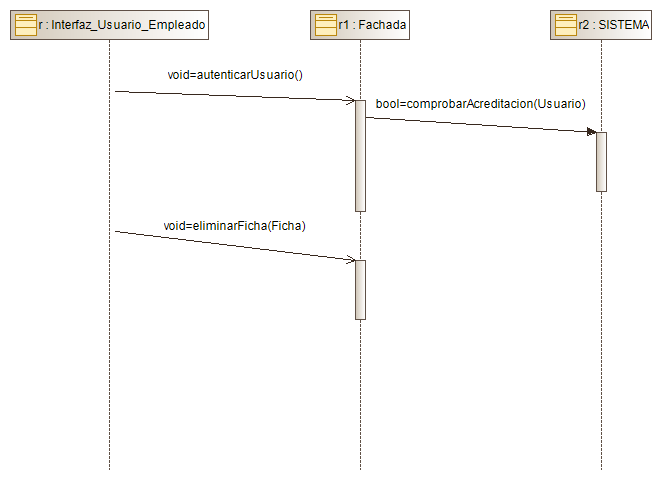 r : Interfaz_Usuario_Empleado
r1 : Fachada
r2 : SISTEMA
void=autenticarUsuario()
bool=comprobarAcreditacion(Usuario)
void=eliminarFicha(Ficha)